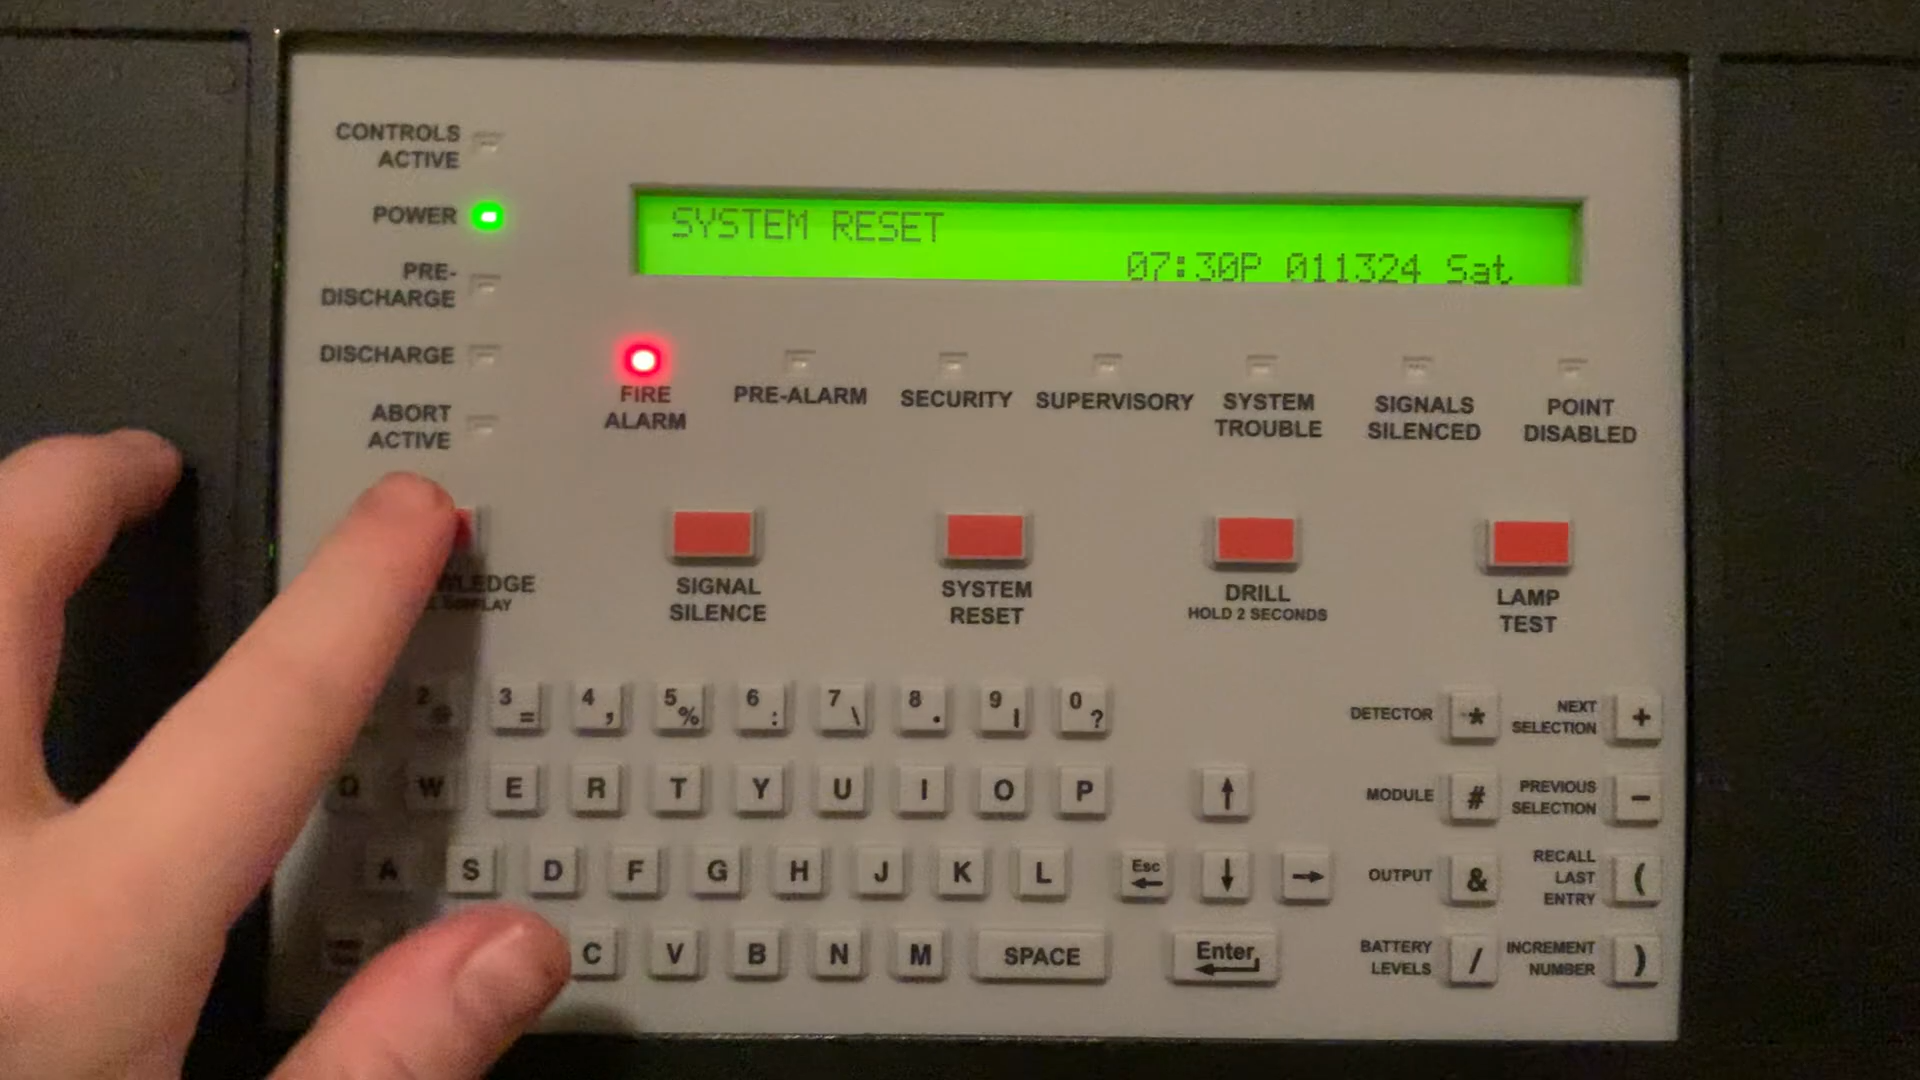 CONTROLS
ACTIVE
POWER
PRE-
DISCHARGE
DISCHARGE
ABORT
ACTIVE
SYSTEM RESET
07:30P 011324 Sat
FIRE
ALARM
PRE-ALARM
SECURITY
SUPERVISORY
SYSTEM
TROUBLE
SIGNALS
SILENCED
POINT
DISABLED
WLEDGE
DISPLAY
SIGNAL
SILENCE
SYSTEM
RESET
DRILL
HOLD 2 SECONDS
LAMP
TEST
2 3 = 4 , 5 % 6 : 7 \ 8 . 9 | 0 ?
Q W E R T Y U I O P
A S D F G H J K L
C V B N M SPACE
Esc ←
↑
↓
→
Enter
DETECTOR *
NEXT
SELECTION +
MODULE #
PREVIOUS
SELECTION −
OUTPUT &
RECALL
LAST
ENTRY (
BATTERY
LEVELS /
INCREMENT
NUMBER )